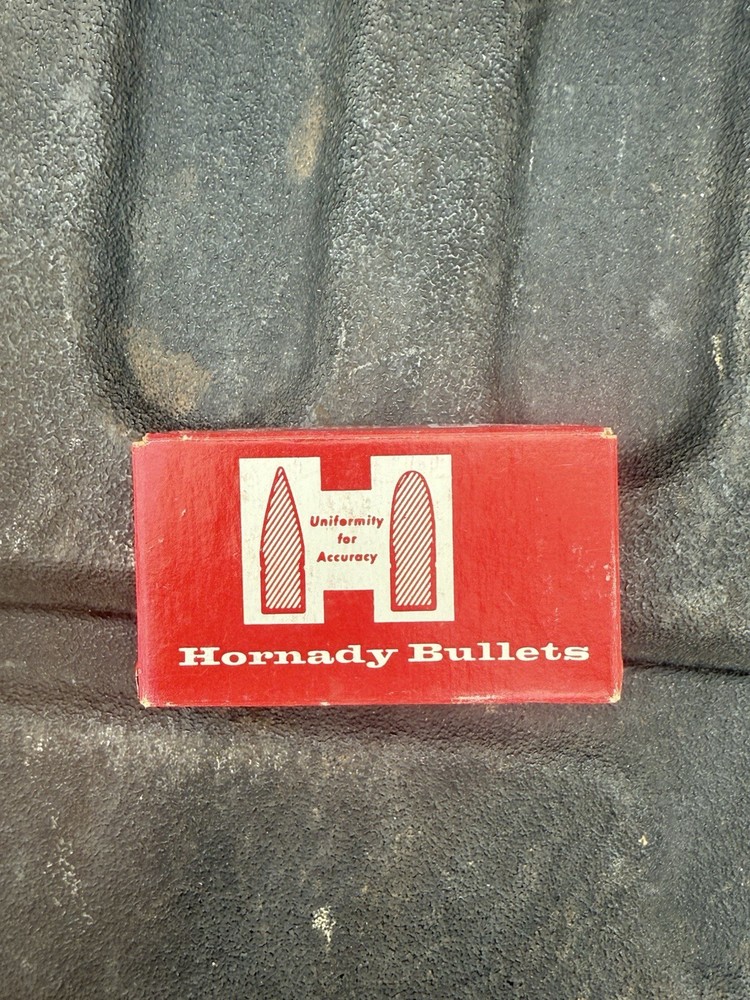 Uniformity
for
Accuracy
Hornady Bullets